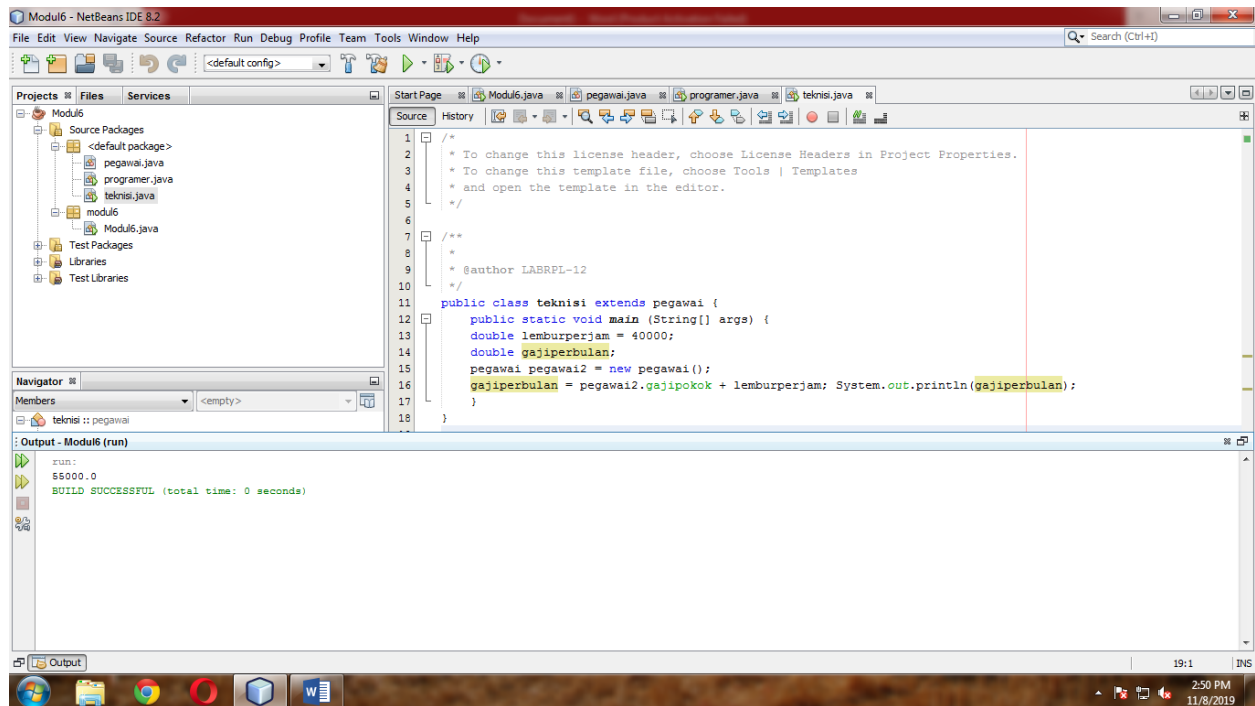 Modul6 - NetBeans IDE 8.2
File Edit View Navigate Source Refactor Run Debug Profile Team Tools Window Help
Search (Ctrl+I)
<default config>
Projects Files Services
Start Page Modul6.java pegawai.java programer.java teknisi.java
Modul6
Source Packages
<default package>
pegawai.java
programer.java
teknisi.java
modul6
Modul6.java
Test Packages
Libraries
Test Libraries
Source History
1 /*
2 * To change this license header, choose License Headers in Project Properties.
3 * To change this template file, choose Tools | Templates
4 * and open the template in the editor.
5 */
6
7 /**
8 *
9 * @author LABRPL-12
10 */
11 public class teknisi extends pegawai {
12 public static void main (String[] args) {
13 double lemburperjam = 40000;
14 double gajiperbulan;
15 pegawai pegawai2 = new pegawai();
16 gajiperbulan = pegawai2.gajipokok + lemburperjam; System.out.println(gajiperbulan);
17 }
18 }
Navigator
Members <empty>
teknisi :: pegawai
Output - Modul6 (run)
run:
55000.0
BUILD SUCCESSFUL (total time: 0 seconds)
Output
19:1 INS
2:50 PM
11/8/2019